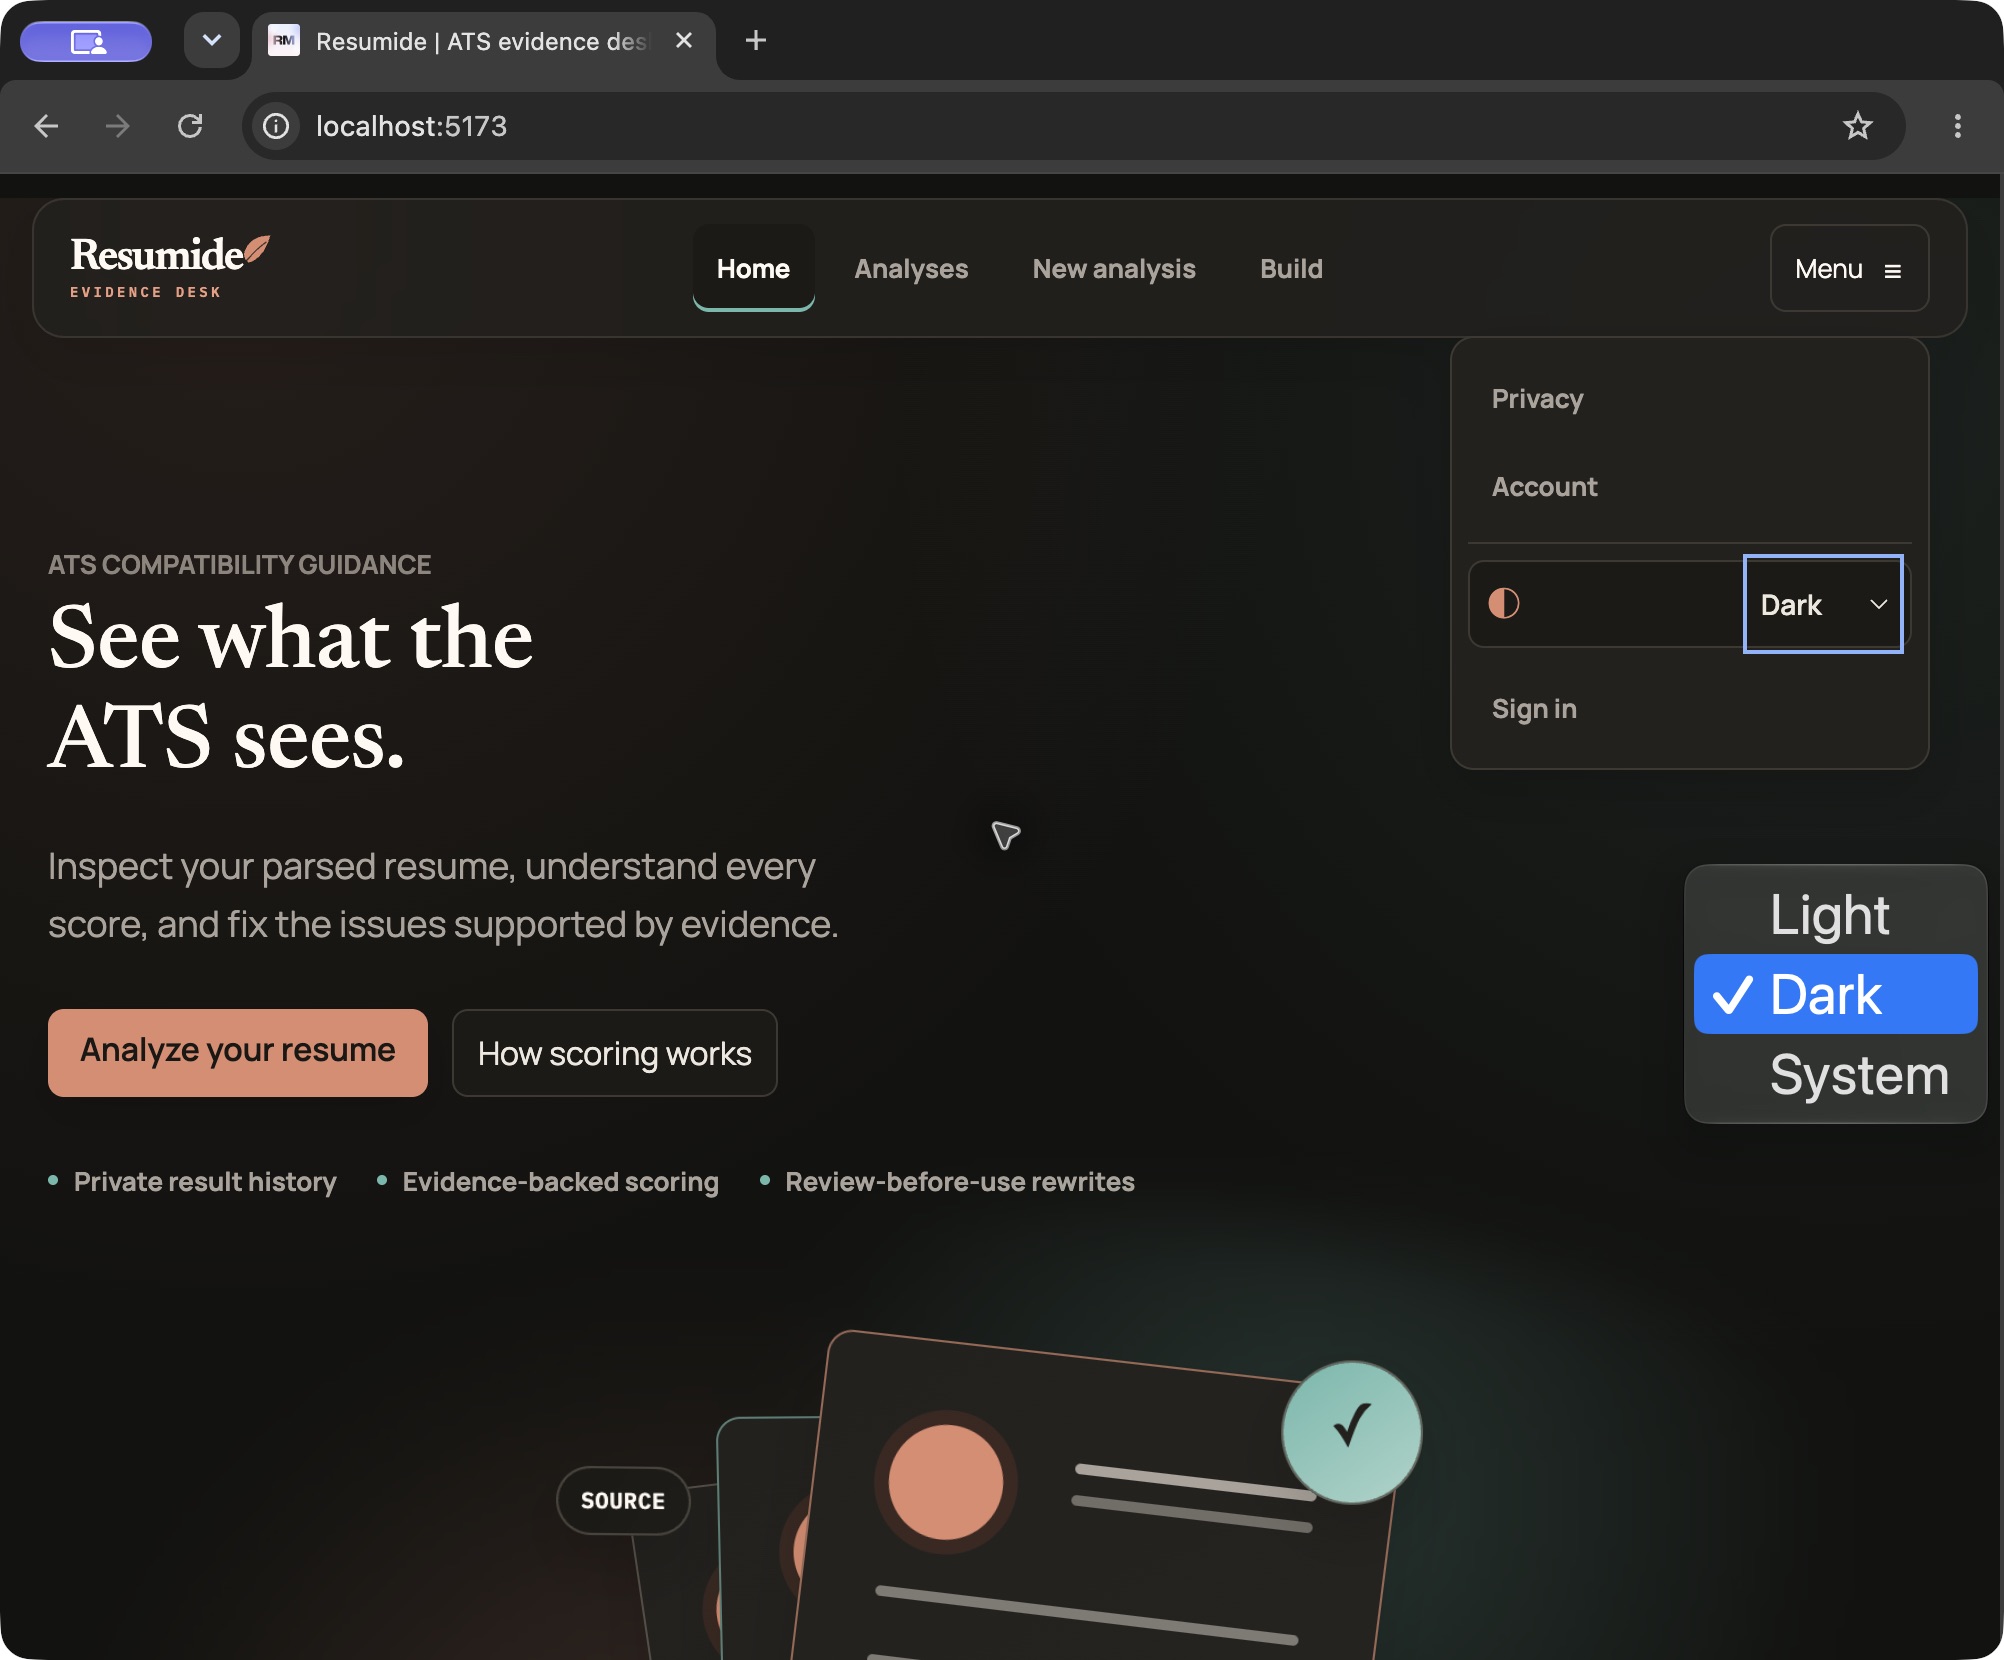 RM Resumide | ATS evidence des
localhost:5173
Resumide
EVIDENCE DESK
Home
Analyses
New analysis
Build
Menu
Privacy
Account
Dark
Sign in
ATS COMPATIBILITY GUIDANCE
See what the
ATS sees.
Inspect your parsed resume, understand every
score, and fix the issues supported by evidence.
Light
Dark
System
Analyze your resume
How scoring works
Private result history
Evidence-backed scoring
Review-before-use rewrites
SOURCE